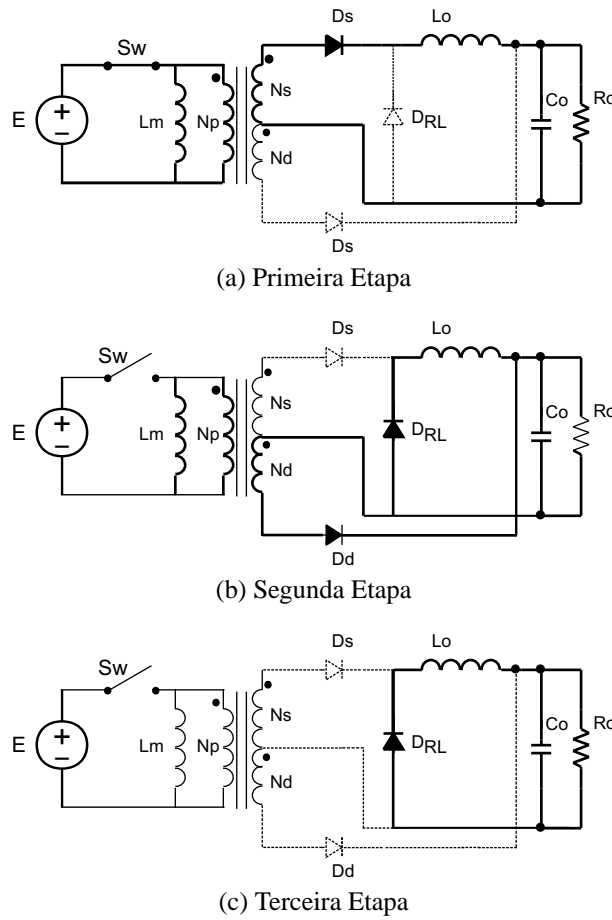 Ds
Lo
Sw
E
Lm
Np
Ns
Nd
DRL
Co
Ro
Ds
(a) Primeira Etapa
Ds
Lo
Sw
E
Lm
Np
Ns
Nd
DRL
Co
Ro
Dd
(b) Segunda Etapa
Ds
Lo
Sw
E
Lm
Np
Ns
Nd
DRL
Co
Ro
Dd
(c) Terceira Etapa